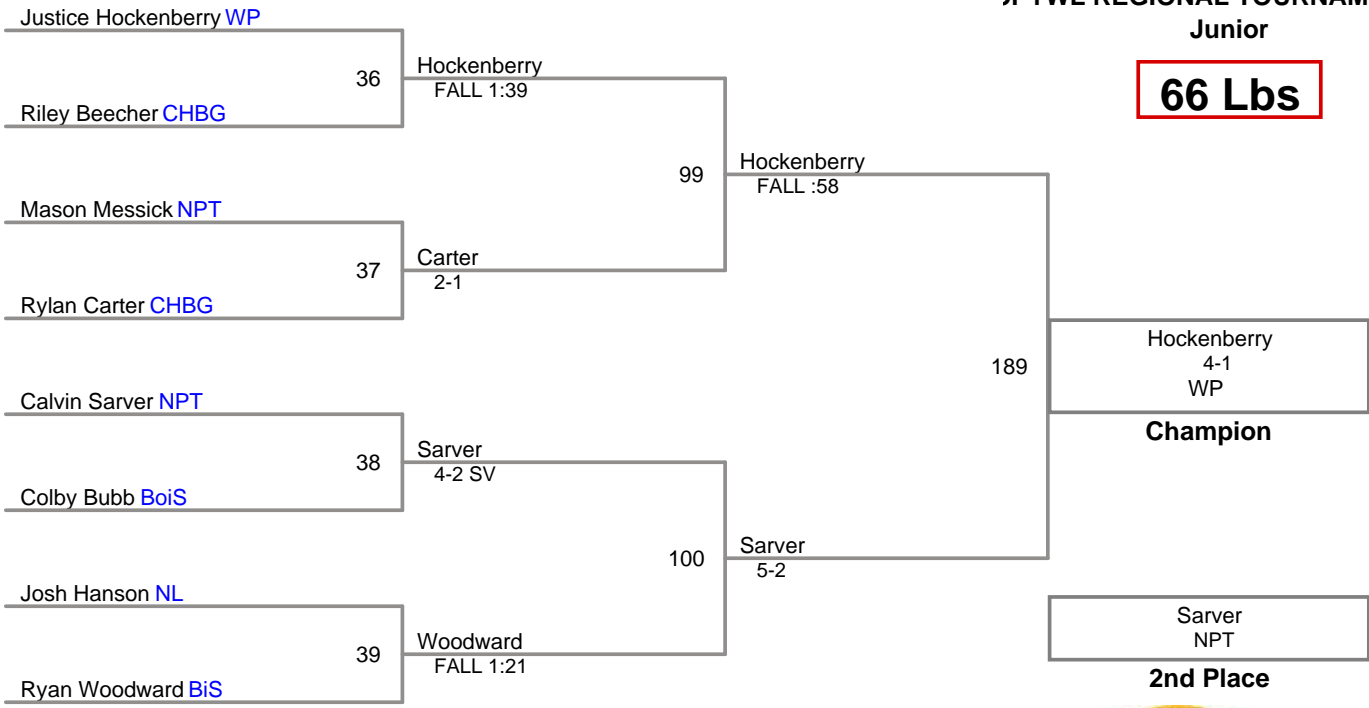 TWL REGIONAL
Junior
66 Lbs
Justice Hockenberry WP
36
Riley Beecher CHBG
Hockenberry
FALL 1:39
Mason Messick NPT
37
Rylan Carter CHBG
Carter
2-1
99
Hockenberry
FALL :58
Calvin Sarver NPT
38
Colby Bubb BoiS
Sarver
4-2 SV
Josh Hanson NL
39
Ryan Woodward BiS
Woodward
FALL 1:21
100
Sarver
5-2
189
Hockenberry
4-1
WP
Champion
Sarver
NPT
2nd Place